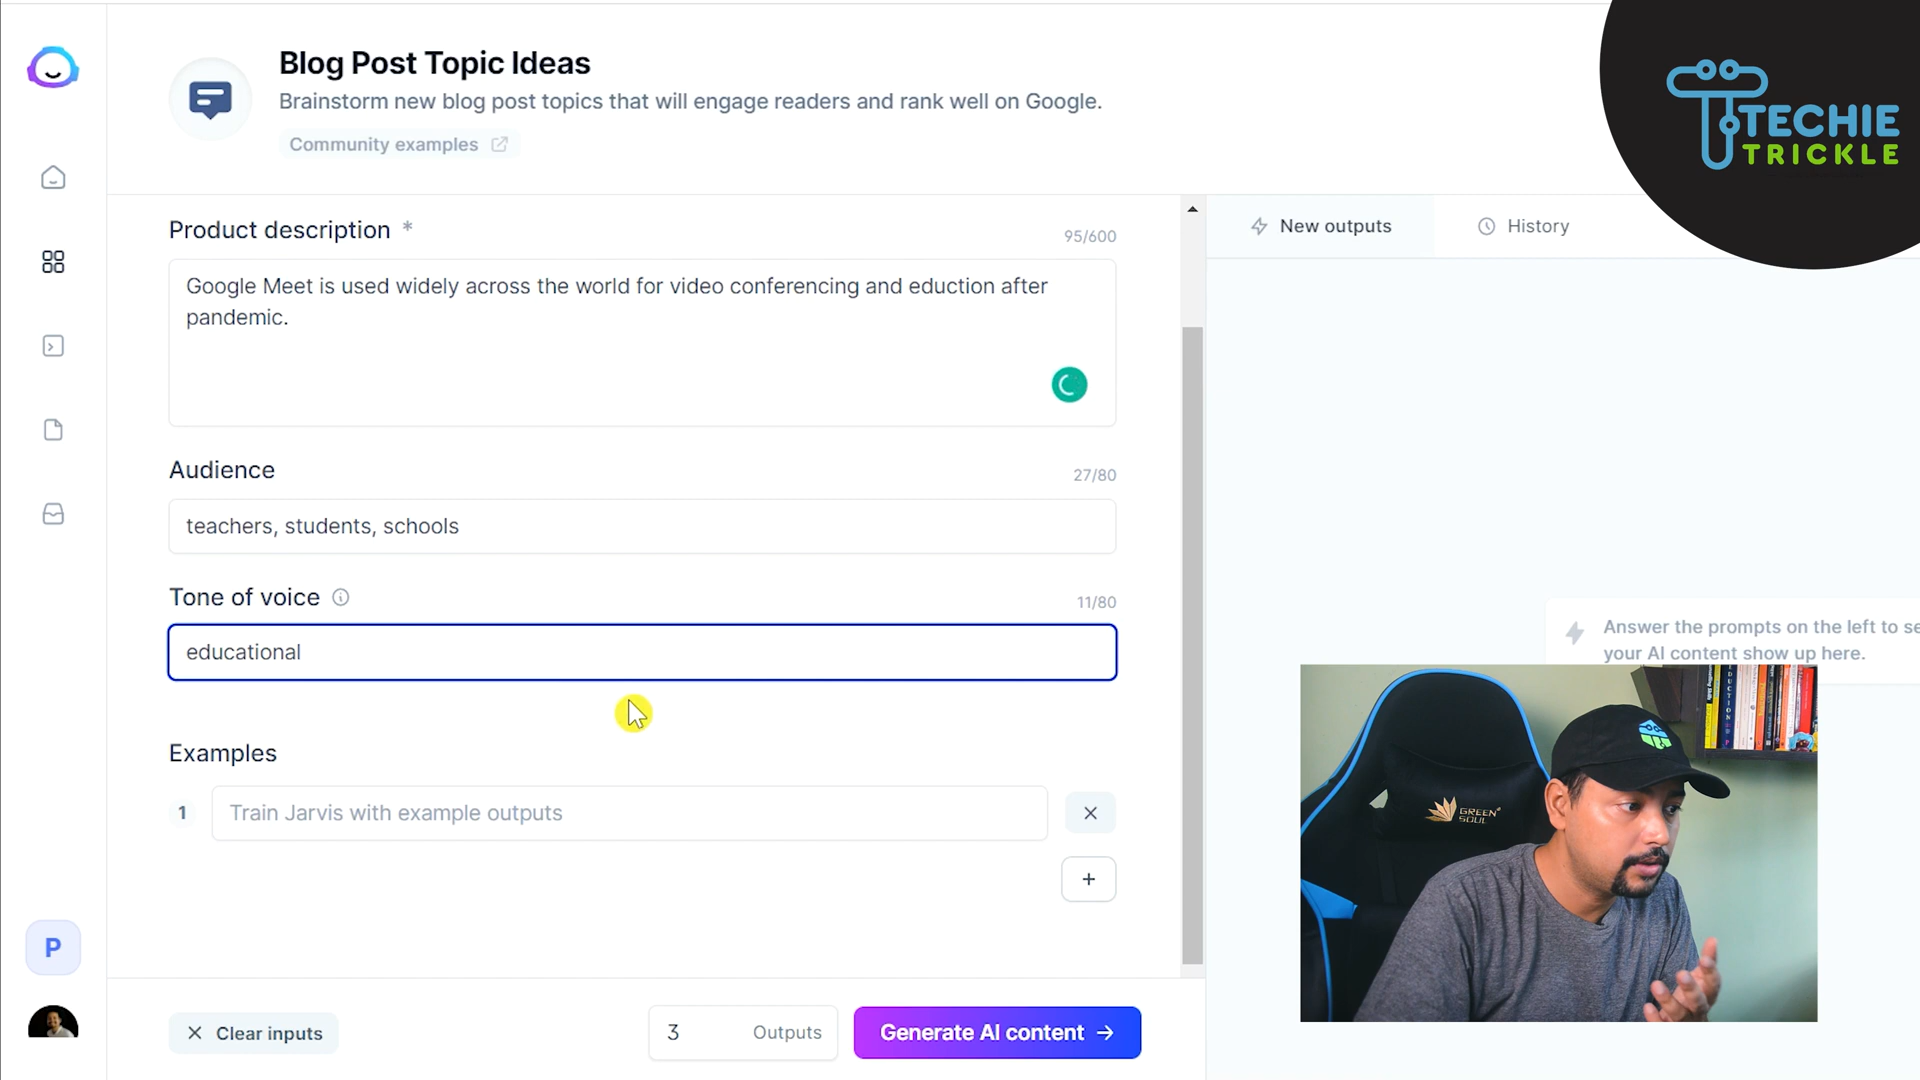 Blog Post Topic Ideas
Brainstorm new blog post topics that will engage readers and rank well on Google.
Community examples
TECHIE
TRICKLE
Product description *
95/600
New outputs
History
Google Meet is used widely across the world for video conferencing and eduction after
pandemic.
Audience
27/80
teachers, students, schools
Tone of voice
11/80
educational
Answer the prompts on the left to se
your AI content show up here.
Examples
1
Train Jarvis with example outputs
GREEN
SOUL
P
Clear inputs
3
Outputs
Generate AI content